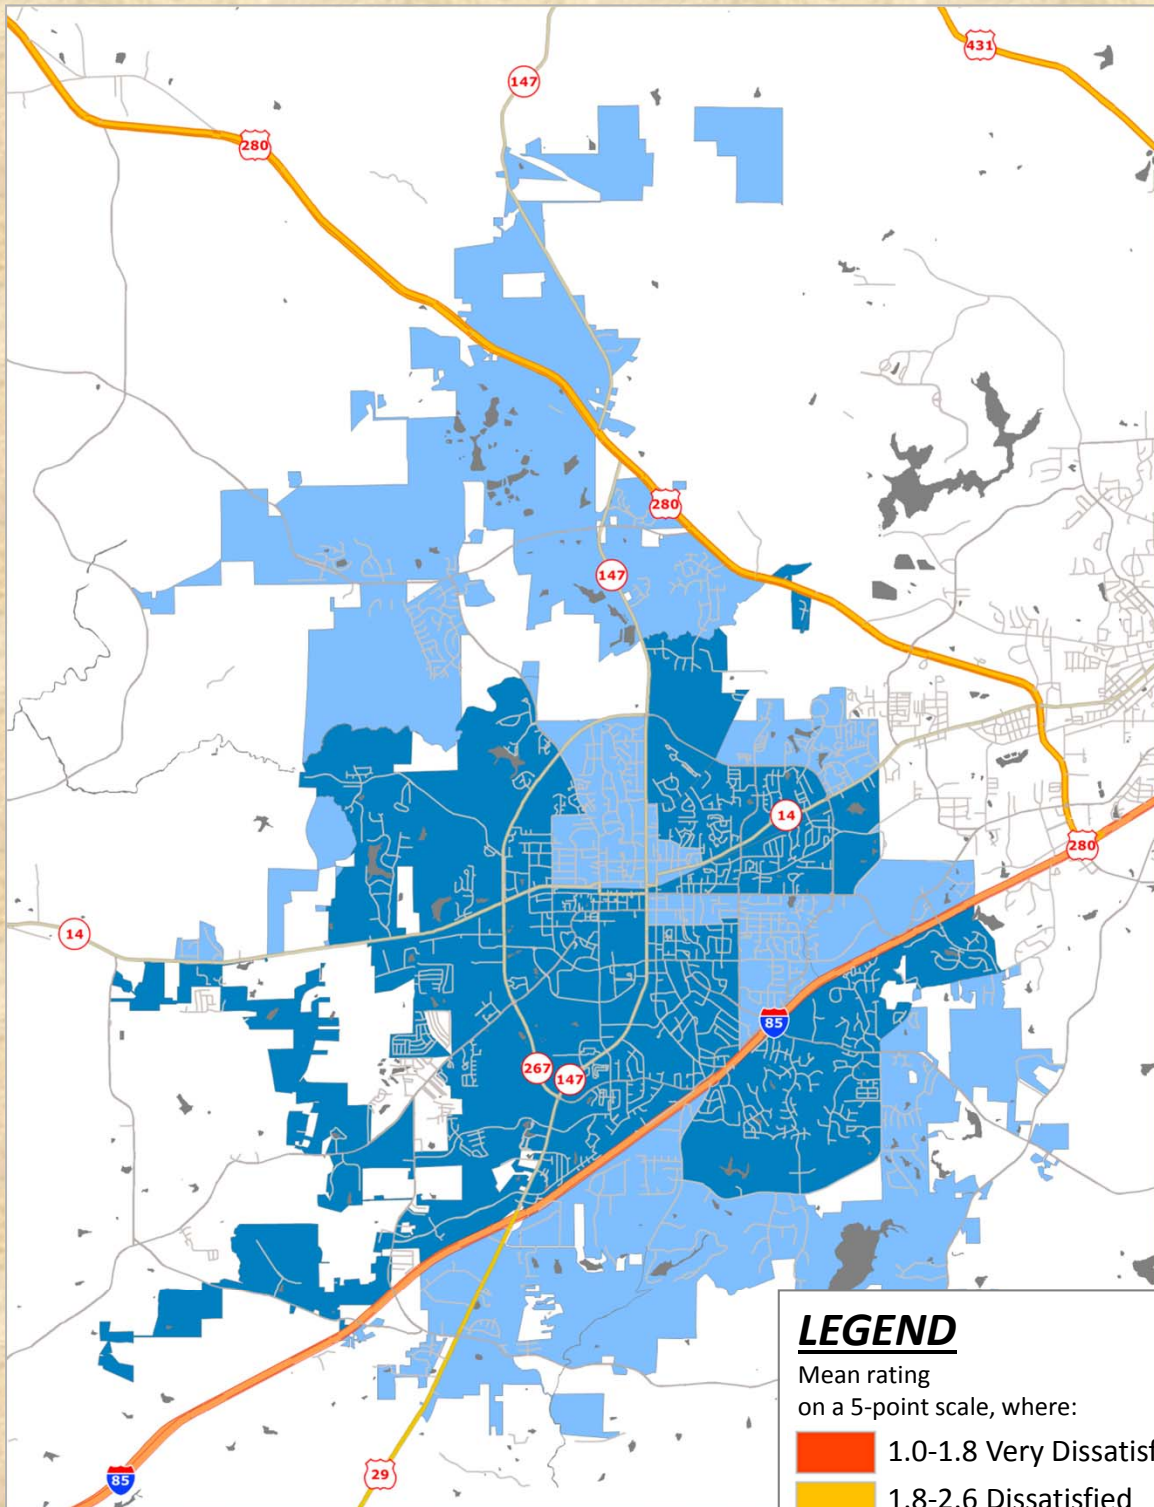 431
147
280
280
147
14
280
14
85
267
147
29
85
LEGEND
Mean rating
on a 5-point scale, where:
1.0-1.8 Very Dissatisf
1.8-2.6 Dissatisfied